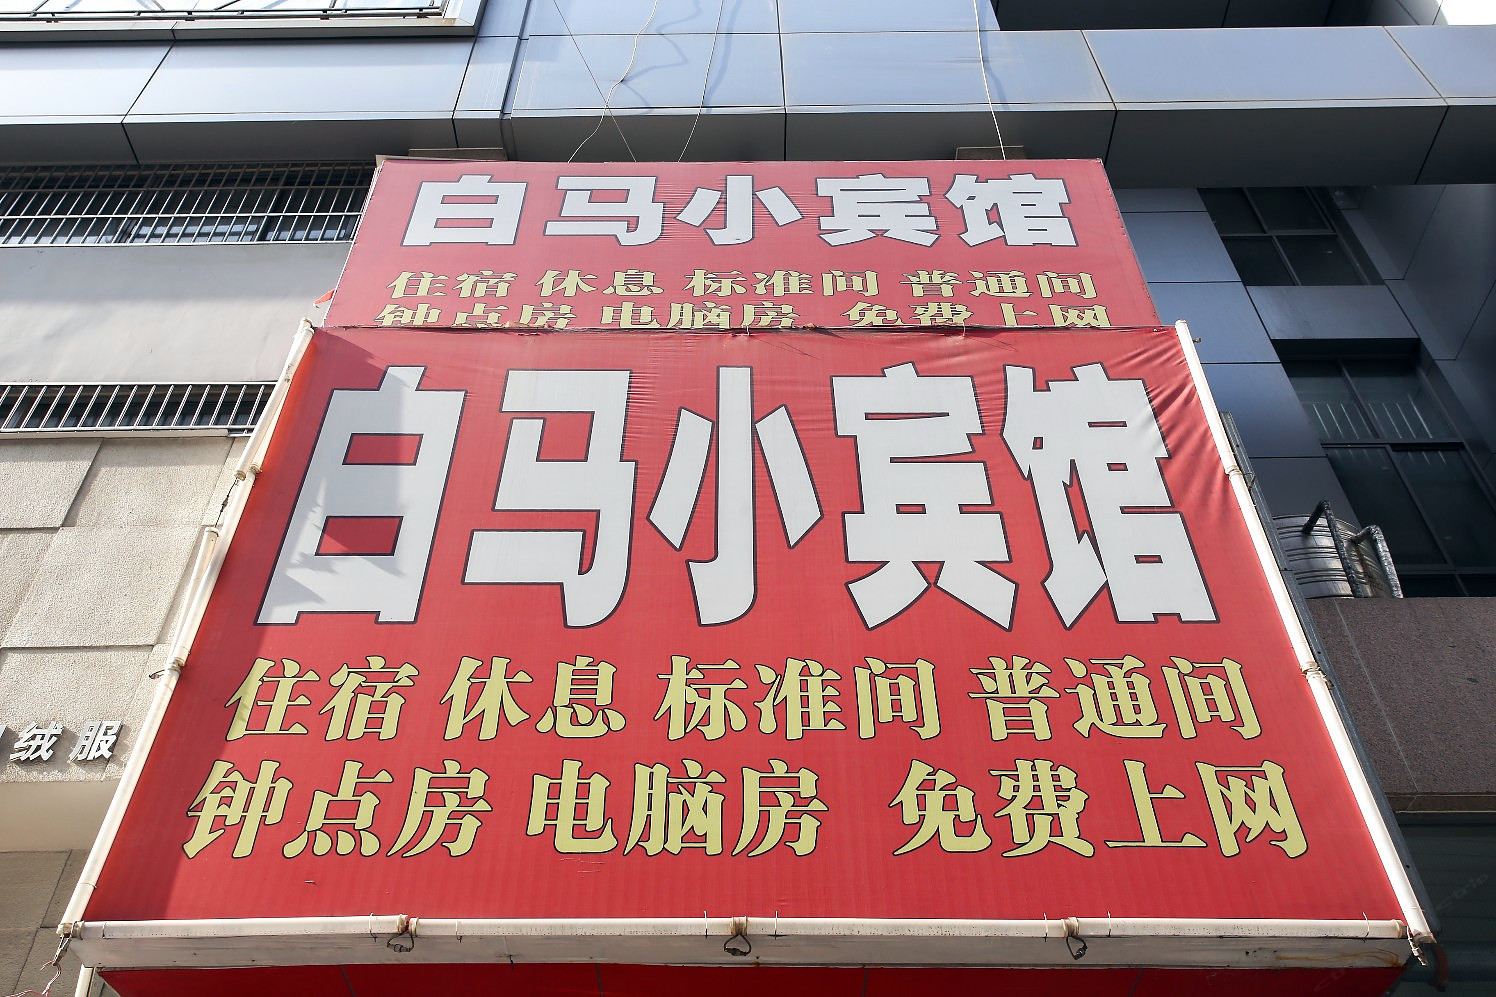 白马小宾馆
住宿 休息 标准间 普通间
钟点房 电脑房 免费上网
白马小宾馆
住宿 休息 标准间 普通间
钟点房 电脑房 免费上网
绒服